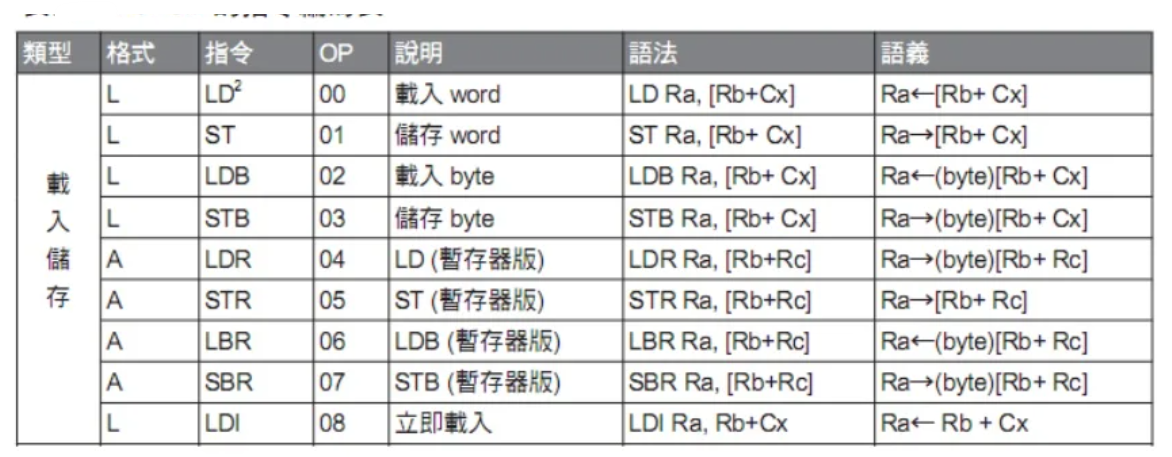 類型 格式 指令 OP 說明 語法 語義
載入儲存
L LD² 00 載入 word LD Ra, [Rb+Cx] Ra←[Rb+ Cx]
L ST 01 儲存 word ST Ra, [Rb+ Cx] Ra→[Rb+ Cx]
L LDB 02 載入 byte LDB Ra, [Rb+ Cx] Ra←(byte)[Rb+ Cx]
L STB 03 儲存 byte STB Ra, [Rb+ Cx] Ra→(byte)[Rb+ Cx]
A LDR 04 LD (暫存器版) LDR Ra, [Rb+Rc] Ra→(byte)[Rb+ Rc]
A STR 05 ST (暫存器版) STR Ra, [Rb+Rc] Ra→[Rb+ Rc]
A LBR 06 LDB (暫存器版) LBR Ra, [Rb+Rc] Ra←(byte)[Rb+ Rc]
A SBR 07 STB (暫存器版) SBR Ra, [Rb+Rc] Ra→(byte)[Rb+ Rc]
L LDI 08 立即載入 LDI Ra, Rb+Cx Ra← Rb + Cx